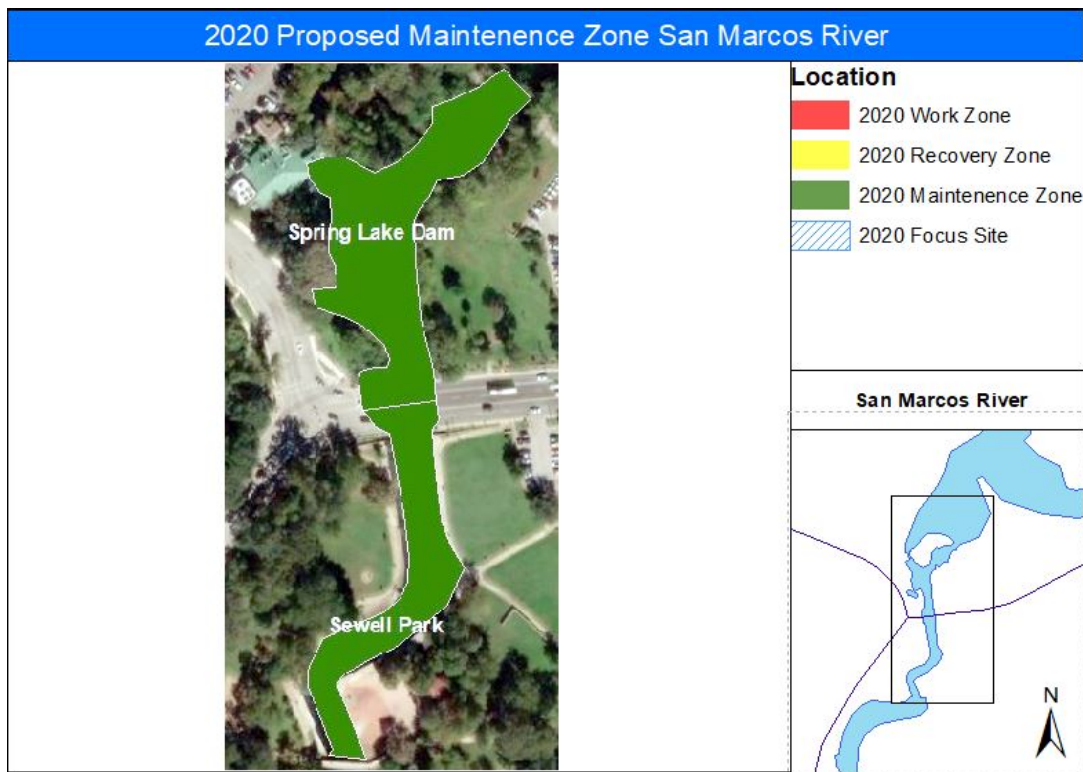 2020 Proposed Maintenence Zone San Marcos River
Spring Lake Dam
Sewell Park
Location
2020 Work Zone
2020 Recovery Zone
2020 Maintenence Zone
2020 Focus Site
San Marcos River
N